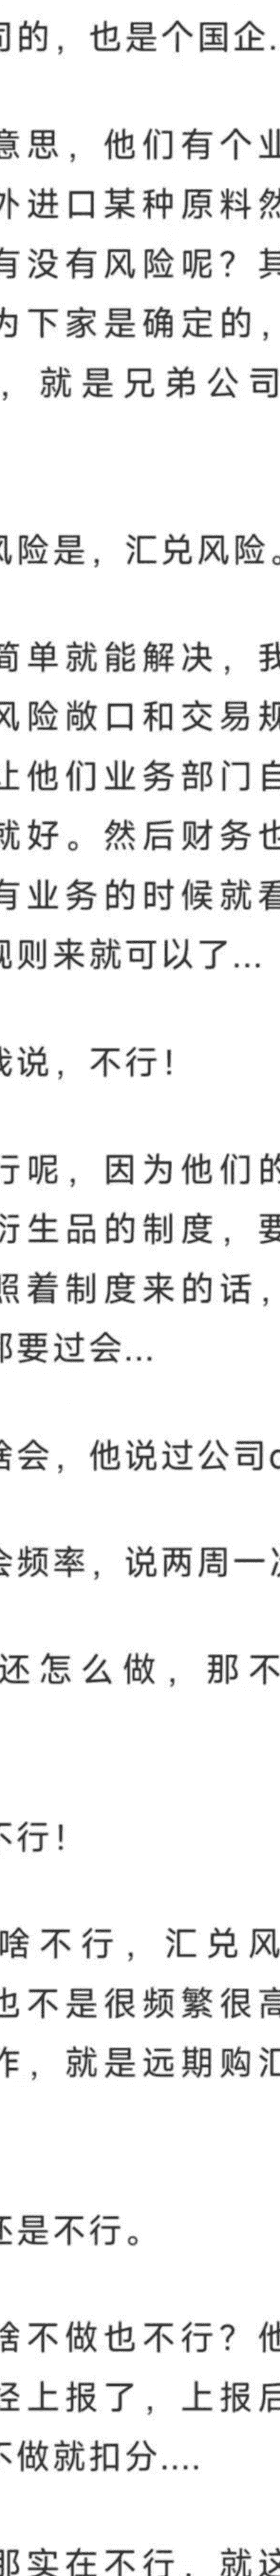 司的，也是个国企.
意思，他们有个业
外进口某种原料然
有没有风险呢？其
为下家是确定的，
，就是兄弟公司
风险是，汇兑风险。
简单就能解决，我
风险敞口和交易规
让他们业务部门自
就好。然后财务也
有业务的时候就看
规则来就可以了...
我说，不行！
行呢，因为他们的
衍生品的制度，要
照着制度来的话，
都要过会...
啥会，他说过公司
会频率，说两周一次
还怎么做，那不
不行！
啥不行，汇兑风
也不是很频繁很高
作，就是远期购汇
还是不行。
啥不做也不行？他
经上报了，上报后
不做就扣分....
那实在不行，就这